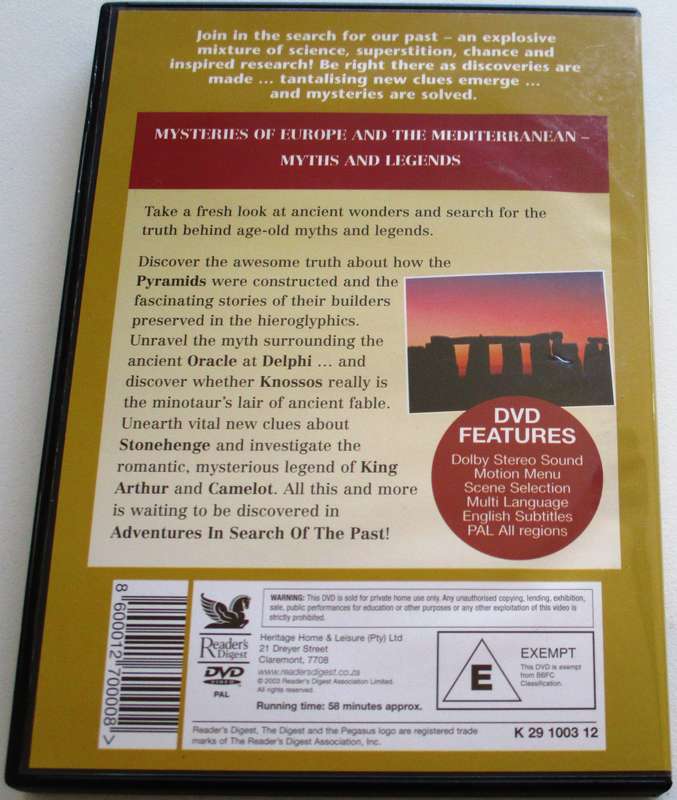 Join in the search for our past – an explosive
mixture of science, superstition, chance and
inspired research! Be right there as discoveries are
made ... tantalising new clues emerge ...
and mysteries are solved.
MYSTERIES OF EUROPE AND THE MEDITERRANEAN –
MYTHS AND LEGENDS
Take a fresh look at ancient wonders and search for the
truth behind age-old myths and legends.
Discover the awesome truth about how the
Pyramids were constructed and the
fascinating stories of their builders
preserved in the hieroglyphics.
Unravel the myth surrounding the
ancient Oracle at Delphi ... and
discover whether Knossos really is
the minotaur's lair of ancient fable.
Unearth vital new clues about
Stonehenge and investigate the
romantic, mysterious legend of King
Arthur and Camelot. All this and more
is waiting to be discovered in
Adventures In Search Of The Past!
DVD
FEATURES
Dolby Stereo Sound
Motion Menu
Scene Selection
Multi Language
English Subtitles
PAL All regions
8 600012 700008 >
WARNING: This DVD is sold for private home use only. Any unauthorised copying, lending, exhibition,
sale, public performances for education or other purposes or any other exploitation of this video is
strictly prohibited.
Reader's
Digest
DVD
VIDEO
PAL
Heritage Home & Leisure (Pty) Ltd
21 Dreyer Street
Claremont, 7708
www.readersdigest.co.za
© 2003 Reader's Digest Association Limited.
All rights reserved.
Running time: 58 minutes approx.
E
EXEMPT
This DVD is exempt
from BBFC
Classification.
Reader's Digest, The Digest and the Pegasus logo are registered trade
marks of The Reader's Digest Association, Inc.
K 29 1003 12